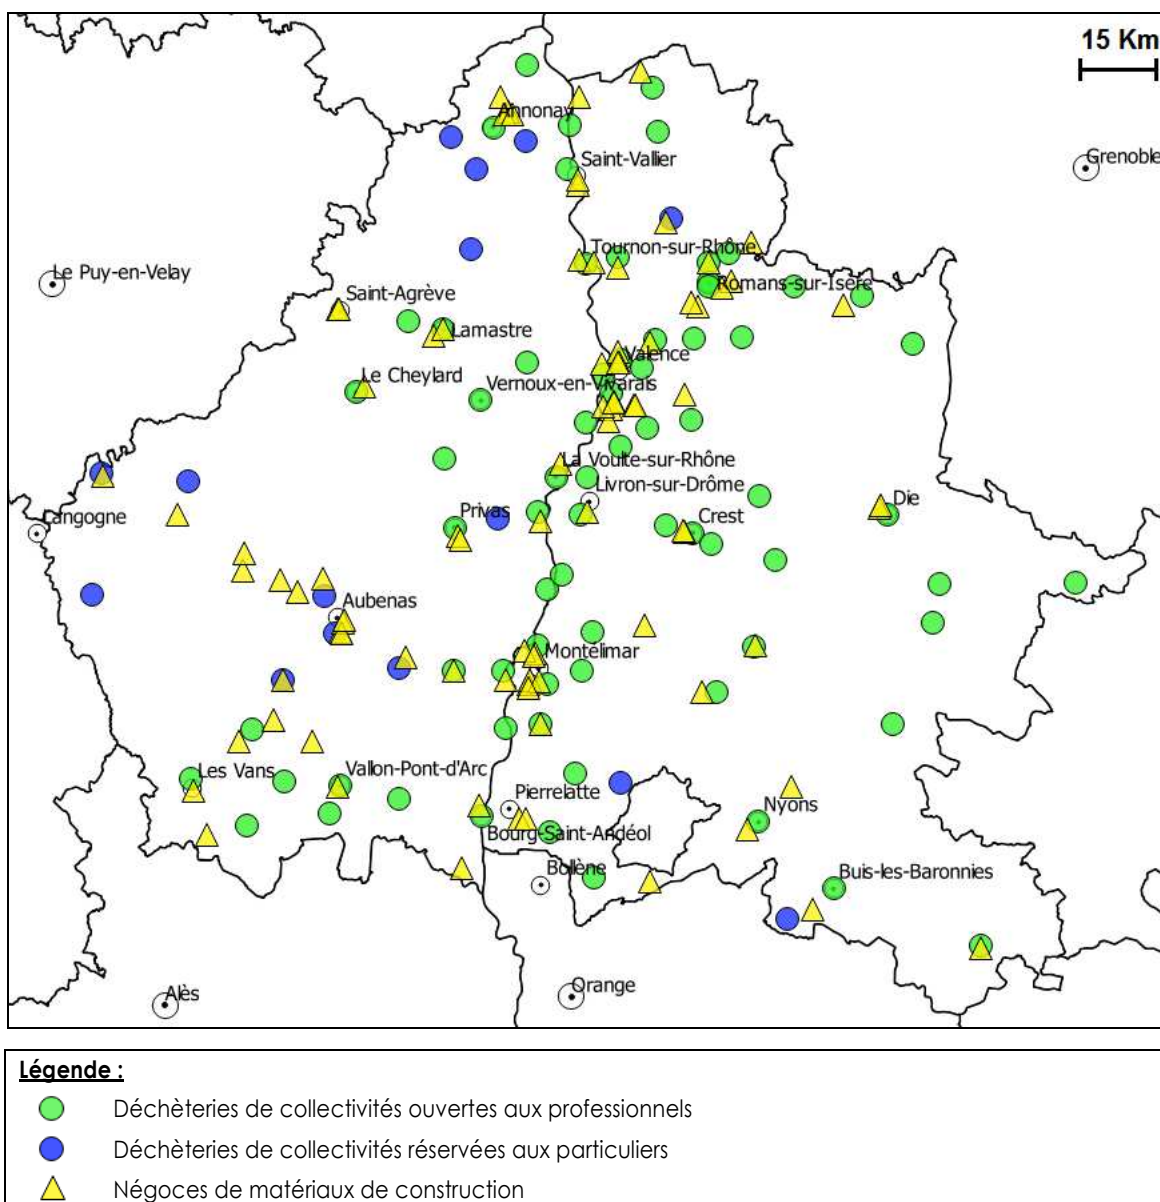 15 Km
Annonay
Grenoble
Saint-Vallier
Tournon-sur-Rhône
Le Puy-en-Velay
Romans-sur-Isère
Saint-Agrève
Lamastre
Valence
Le Cheylard
Vernoux-en-Vivarais
La Voulte-sur-Rhône
Livron-sur-Drôme
Die
Privas
Crest
Langogne
Aubenas
Montélimar
Les Vans
Vallon-Pont-d'Arc
Pierrelatte
Nyons
Bourg-Saint-Andéol
Bollène
Buis-les-Baronnies
Orange
Alès
Légende :
Déchèteries de collectivités ouvertes aux professionnels
Déchèteries de collectivités réservées aux particuliers
Négoces de matériaux de construction